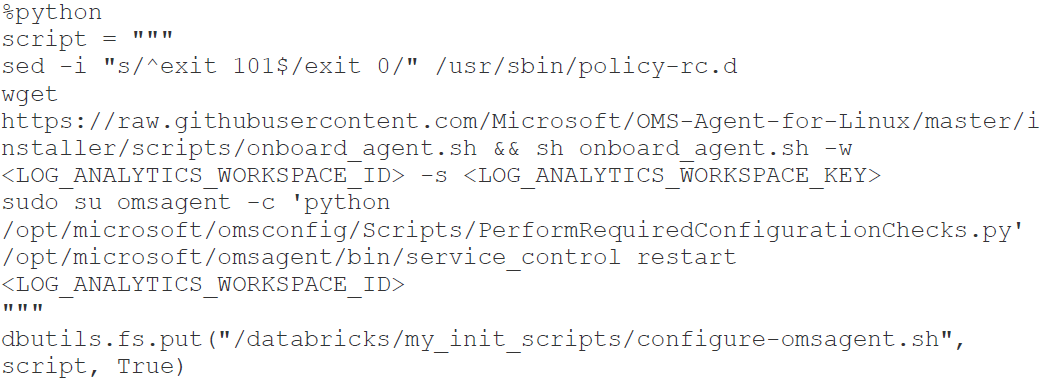 %python
script = """
sed -i "s/^exit 101$/exit 0/" /usr/sbin/policy-rc.d
wget
https://raw.githubusercontent.com/Microsoft/OMS-Agent-for-Linux/master/i
nstaller/scripts/onboard_agent.sh && sh onboard_agent.sh -w
<LOG_ANALYTICS_WORKSPACE_ID> -s <LOG_ANALYTICS_WORKSPACE_KEY>
sudo su omsagent -c 'python
/opt/microsoft/omsconfig/Scripts/PerformRequiredConfigurationChecks.py'
/opt/microsoft/omsagent/bin/service_control restart
<LOG_ANALYTICS_WORKSPACE_ID>
"""
dbutils.fs.put("/databricks/my_init_scripts/configure-omsagent.sh",
script, True)